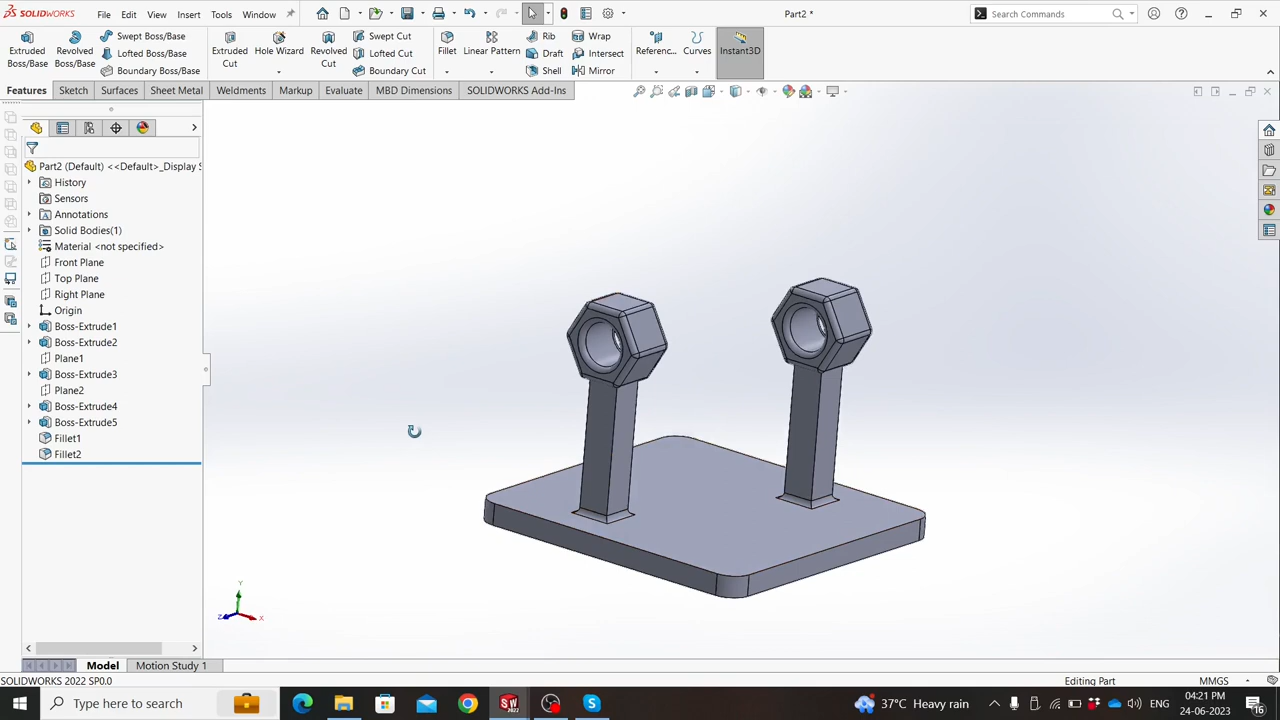 SOLIDWORKS File Edit View Insert Tools Window Part2 * Search Commands
Extruded Boss/Base Revolved Boss/Base Swept Boss/Base Lofted Boss/Base Boundary Boss/Base Extruded Cut Hole Wizard Revolved Cut Swept Cut Lofted Cut Boundary Cut Fillet Linear Pattern Rib Draft Shell Wrap Intersect Mirror Referenc... Curves Instant3D
Features Sketch Surfaces Sheet Metal Weldments Markup Evaluate MBD Dimensions SOLIDWORKS Add-Ins
Part2 (Default) <<Default>_Display S
History
Sensors
Annotations
Solid Bodies(1)
Material <not specified>
Front Plane
Top Plane
Right Plane
Origin
Boss-Extrude1
Boss-Extrude2
Plane1
Boss-Extrude3
Plane2
Boss-Extrude4
Boss-Extrude5
Fillet1
Fillet2
Y
Z X
Model Motion Study 1
SOLIDWORKS 2022 SP0.0 Editing Part MMGS
Type here to search 37°C Heavy rain ENG 04:21 PM
24-06-2023 16